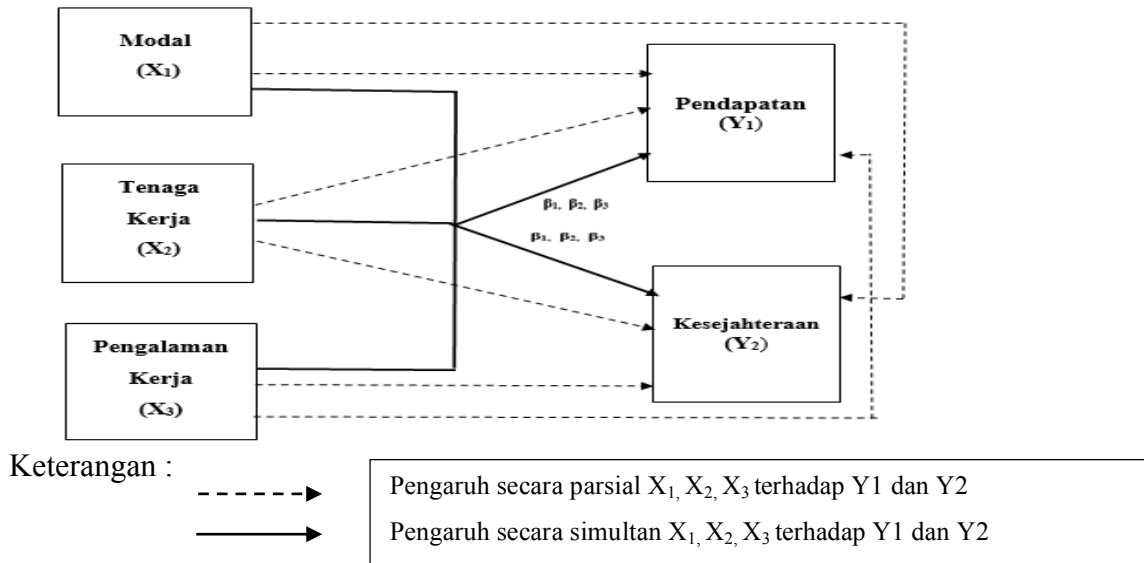 Modal
(X₁)
Tenaga
Kerja
(X₂)
Pengalaman
Kerja
(X₃)
Pendapatan
(Y₁)
β₁, β₂, β₃
β₁, β₂, β₃
Kesejahteraan
(Y₂)
Keterangan :
Pengaruh secara parsial X₁, X₂, X₃ terhadap Y1 dan Y2
Pengaruh secara simultan X₁, X₂, X₃ terhadap Y1 dan Y2